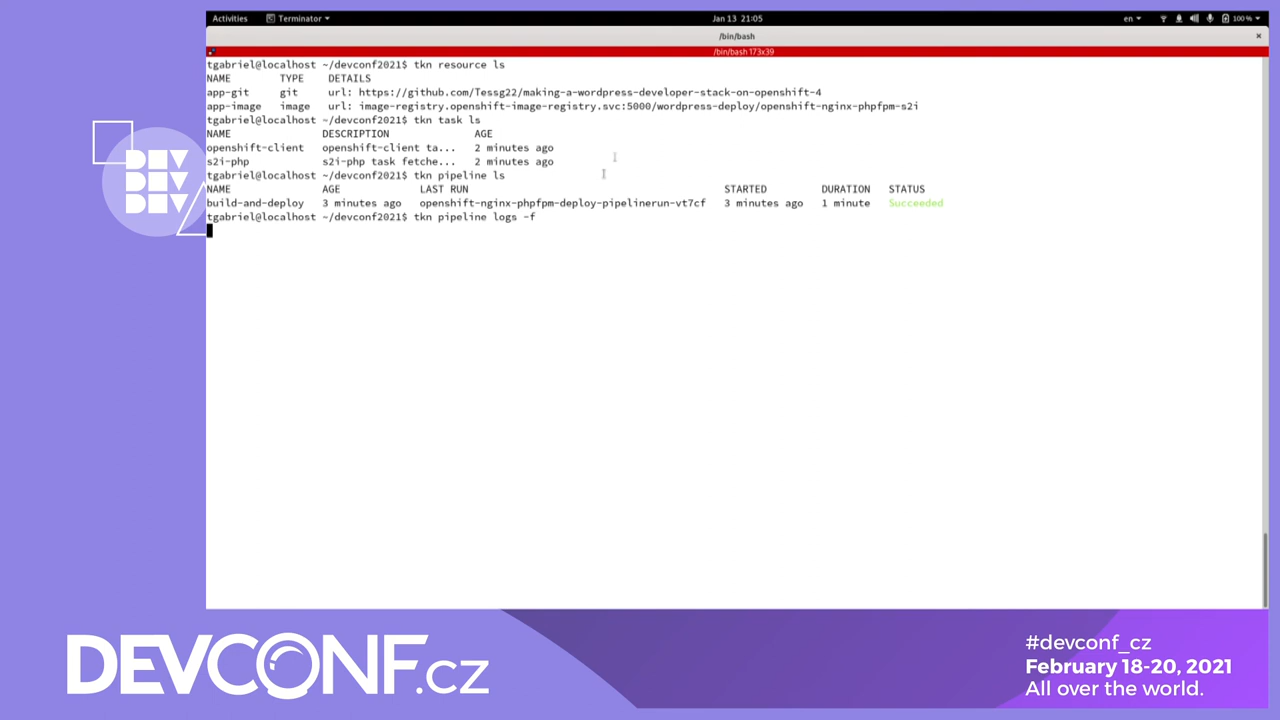 Activities Terminator Jan 13 21:05 en 100%
/bin/bash
/bin/bash 173x39
tgabriel@localhost ~/devconf2021$ tkn resource ls
NAME TYPE DETAILS
app-git git url: https://github.com/Tessg22/making-a-wordpress-developer-stack-on-openshift-4
app-image image url: image-registry.openshift-image-registry.svc:5000/wordpress-deploy/openshift-nginx-phpfpm-s2i
tgabriel@localhost ~/devconf2021$ tkn task ls
NAME DESCRIPTION AGE
openshift-client openshift-client ta... 2 minutes ago
s2i-php s2i-php task fetche... 2 minutes ago
tgabriel@localhost ~/devconf2021$ tkn pipeline ls
NAME AGE LAST RUN STARTED DURATION STATUS
build-and-deploy 3 minutes ago openshift-nginx-phpfpm-deploy-pipelinerun-vt7cf 3 minutes ago 1 minute Succeeded
tgabriel@localhost ~/devconf2021$ tkn pipeline logs -f
DEV
DEV
DEVCONF.cz
#devconf_cz
February 18-20, 2021
All over the world.